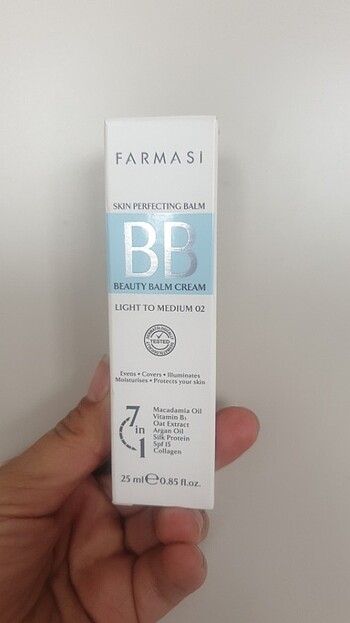 FARMASI
SKIN PERFECTING BALM
BB
BEAUTY BALM CREAM
LIGHT TO MEDIUM 02
TESTED
Evens • Covers • Illuminates
Moisturises • Protects your skin
7 in 1
Macadamia Oil
Vitamin B₃
Oat Extract
Argan Oil
Silk Protein
Spf 15
Collagen
25 ml ℮ 0.85 fl.oz.